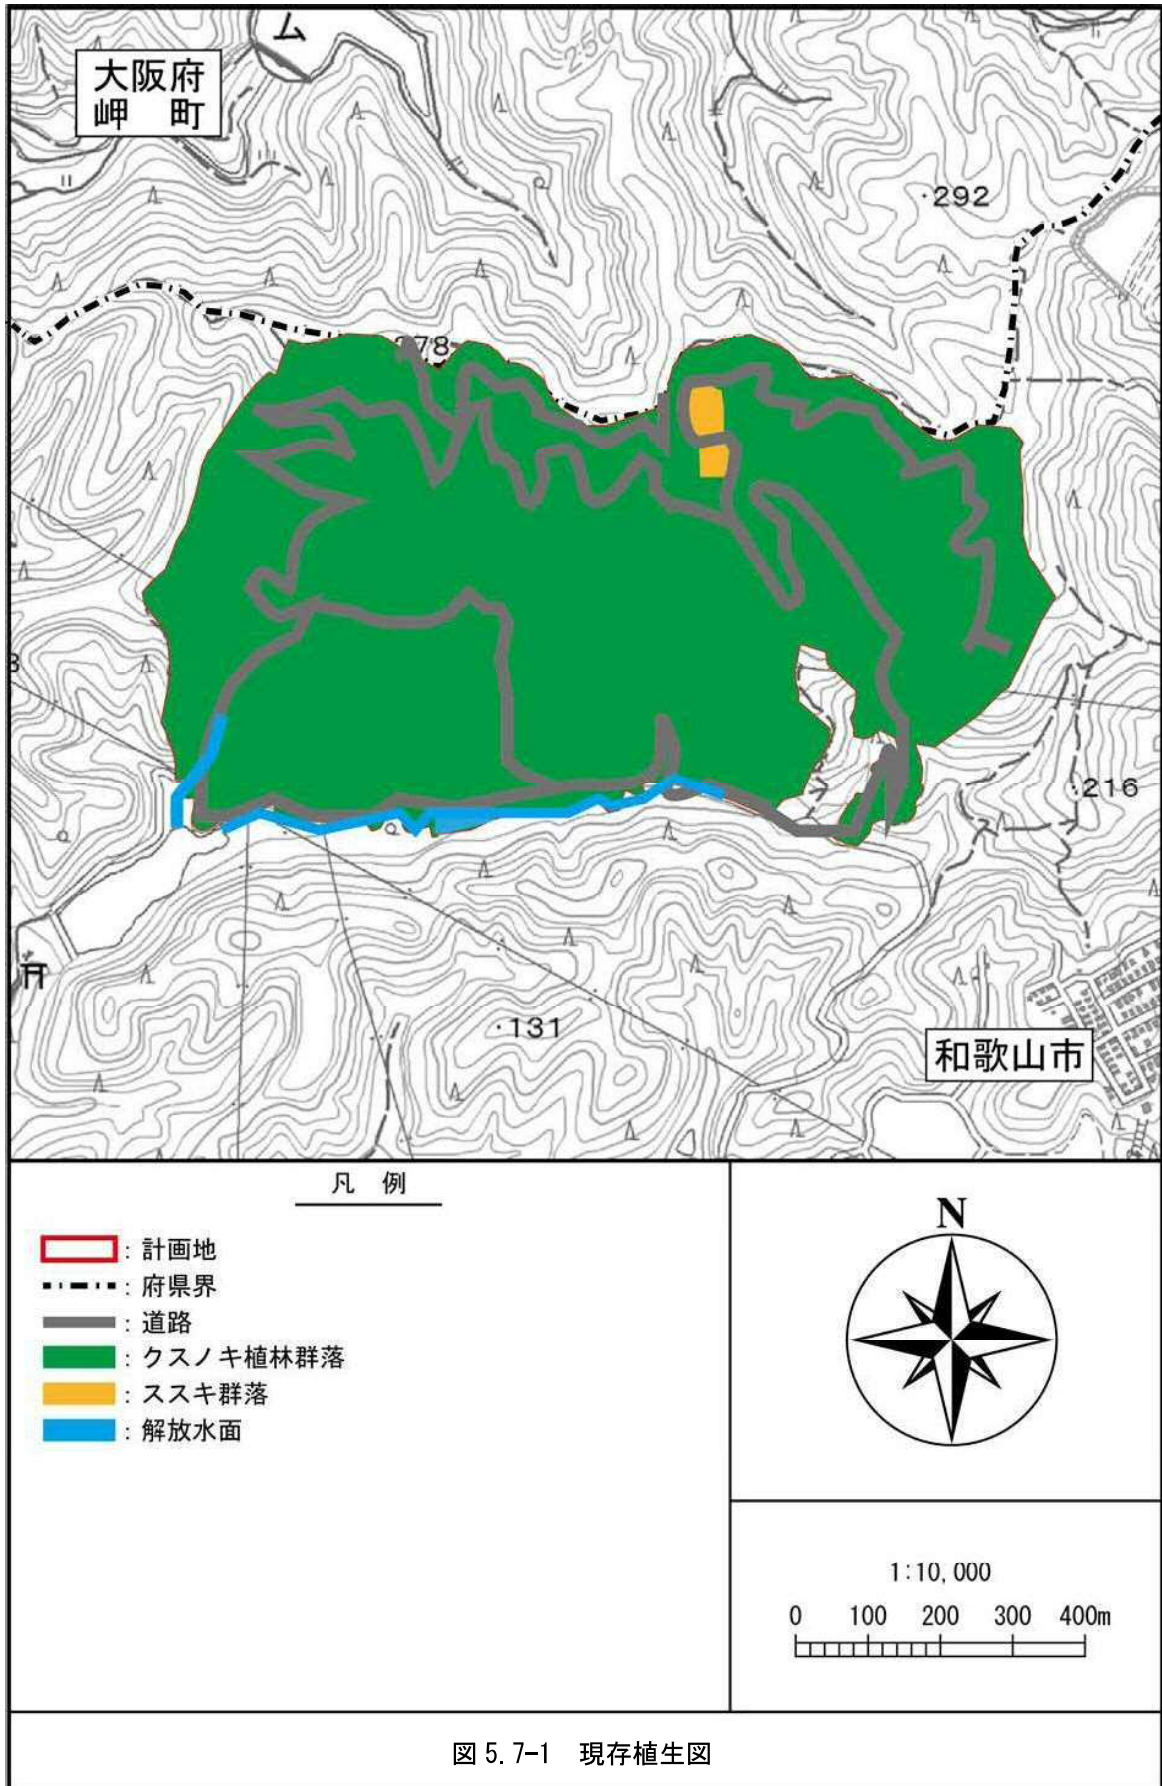 ム
250
大阪府
岬　町
・292
278
8
・216
・131
和歌山市
凡　例
：計画地
：府県界
：道路
：クスノキ植林群落
：ススキ群落
：解放水面
N
1:10,000
0　100　200　300　400m
図 5.7-1　現存植生図